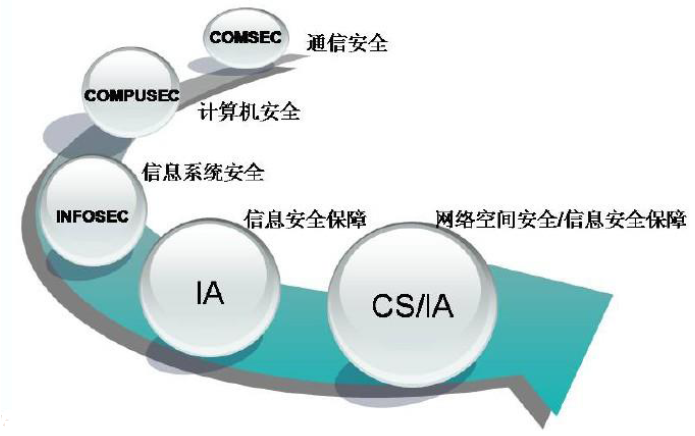 COMSEC
通信安全
COMPUSEC
计算机安全
信息系统安全
INFOSEC
信息安全保障
网络空间安全/信息安全保障
IA
CS/IA